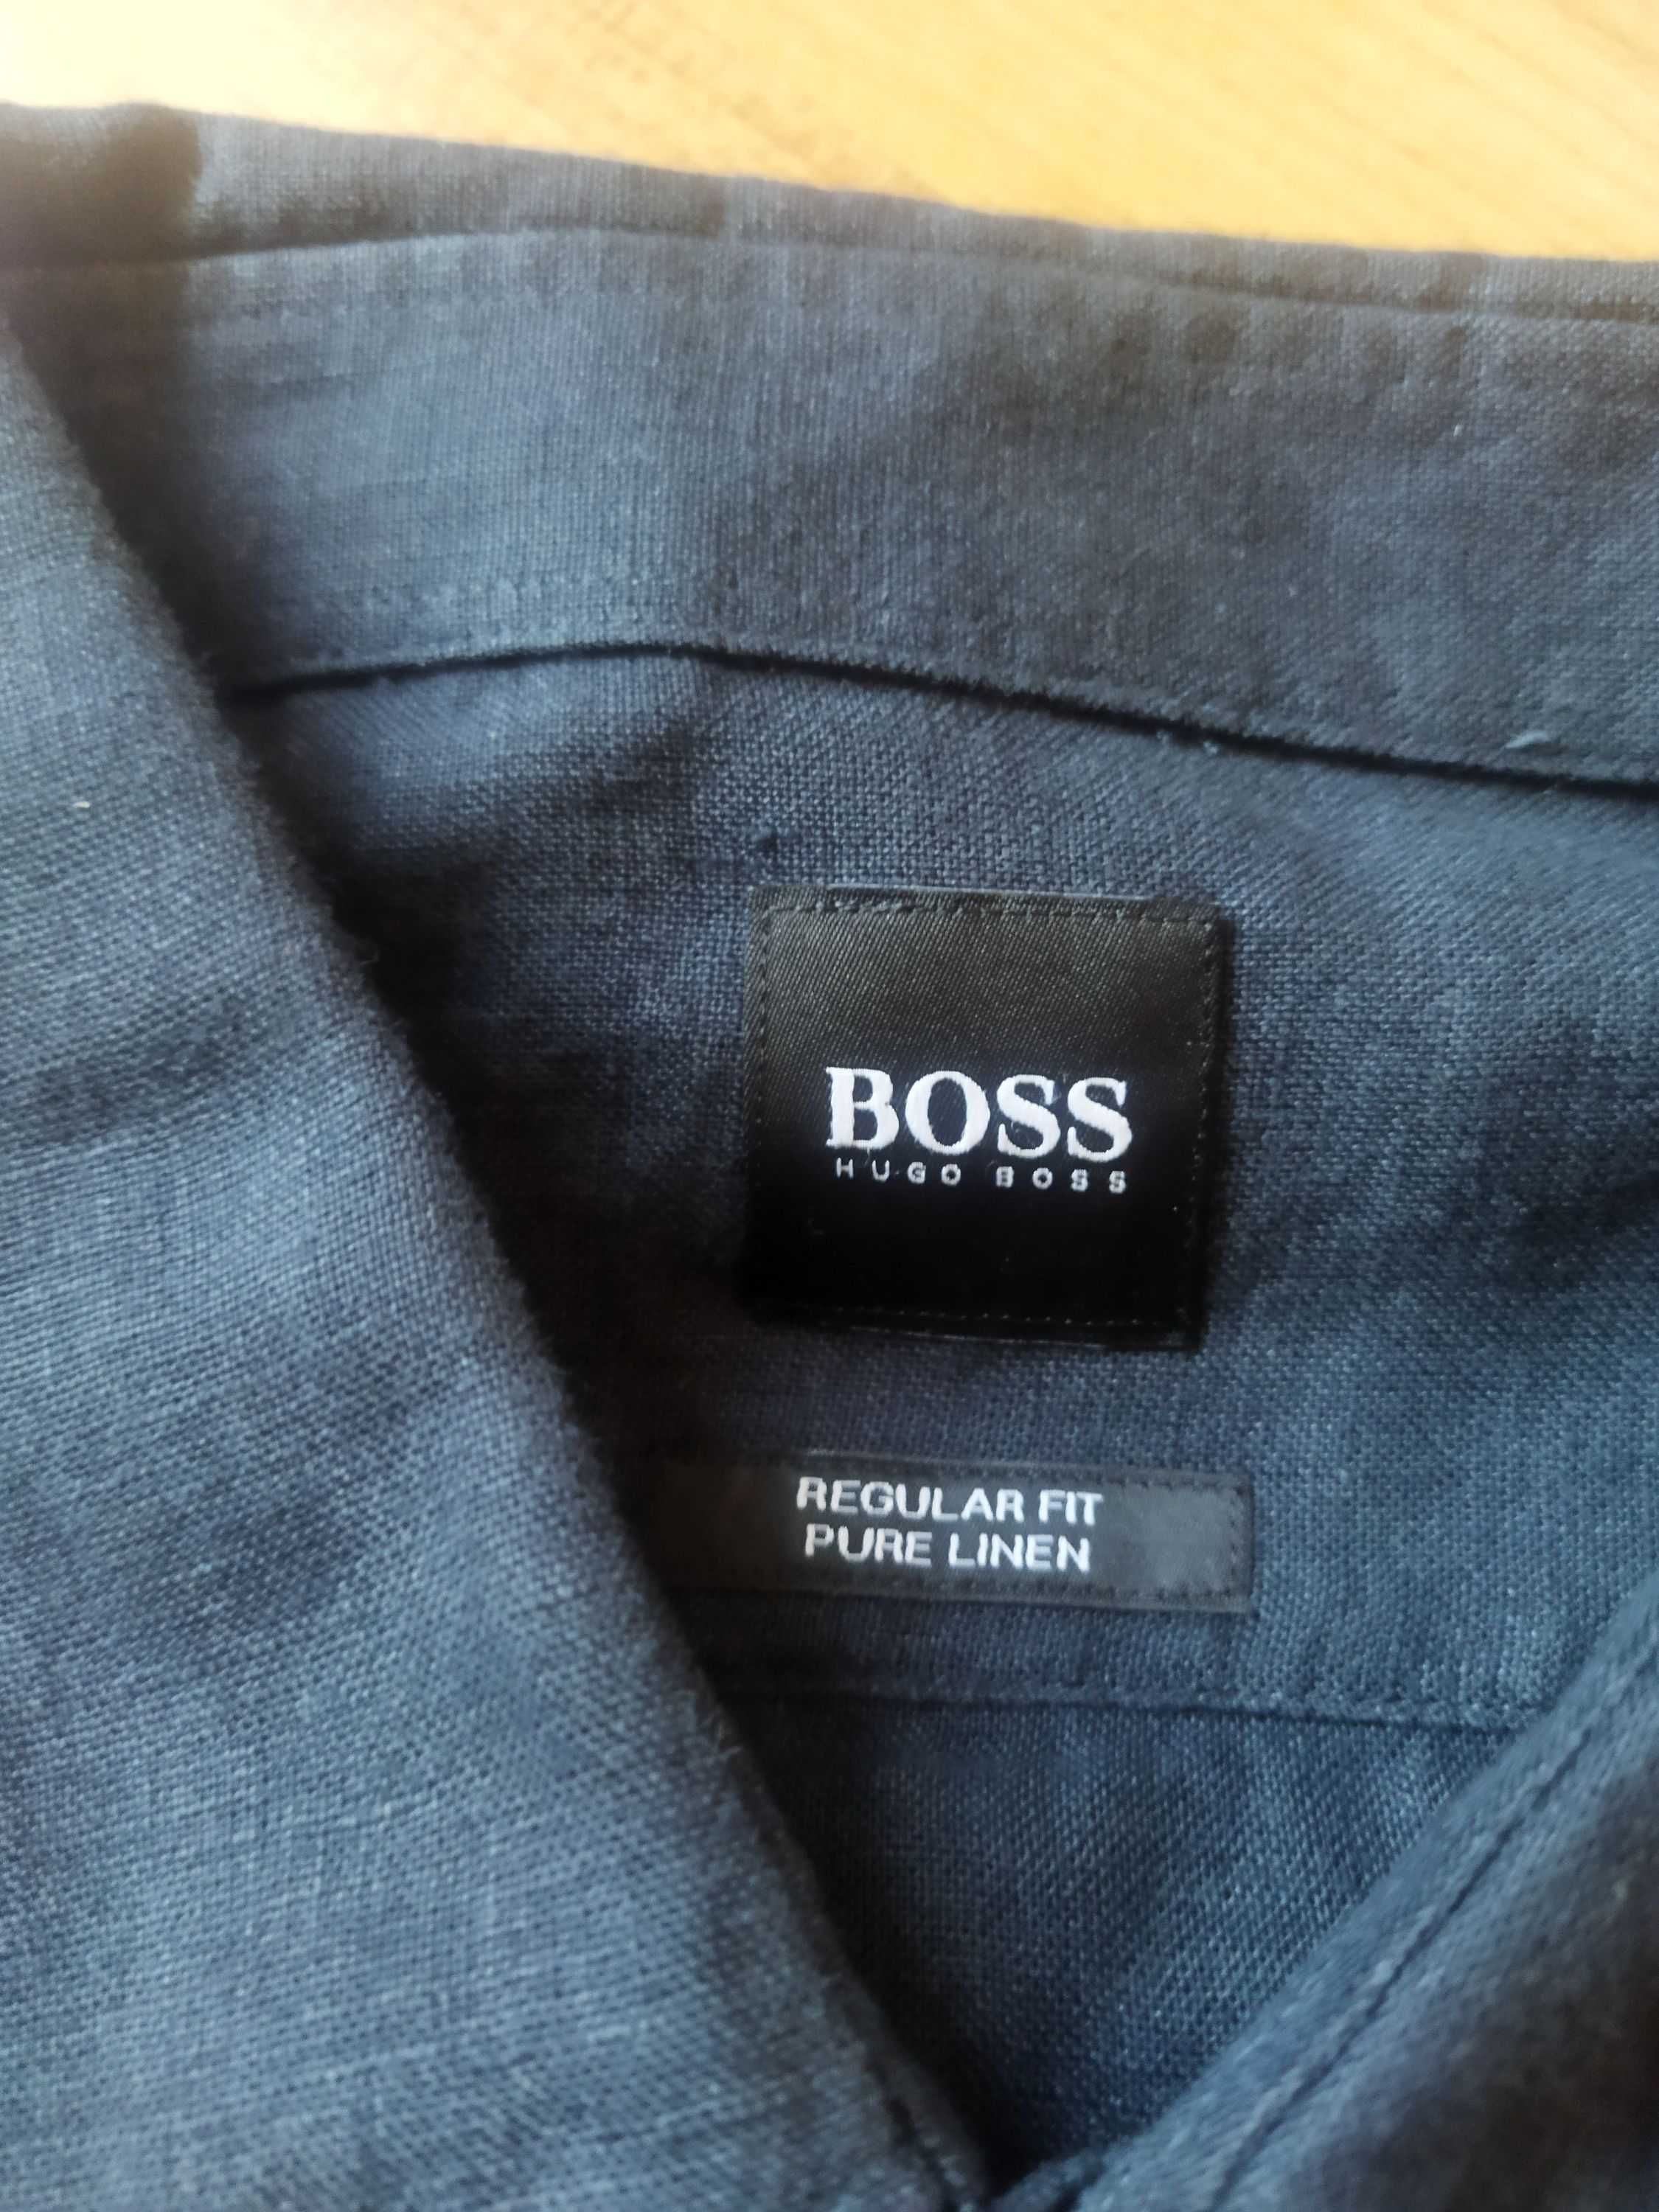 BOSS
HUGO BOSS
REGULAR FIT
PURE LINEN